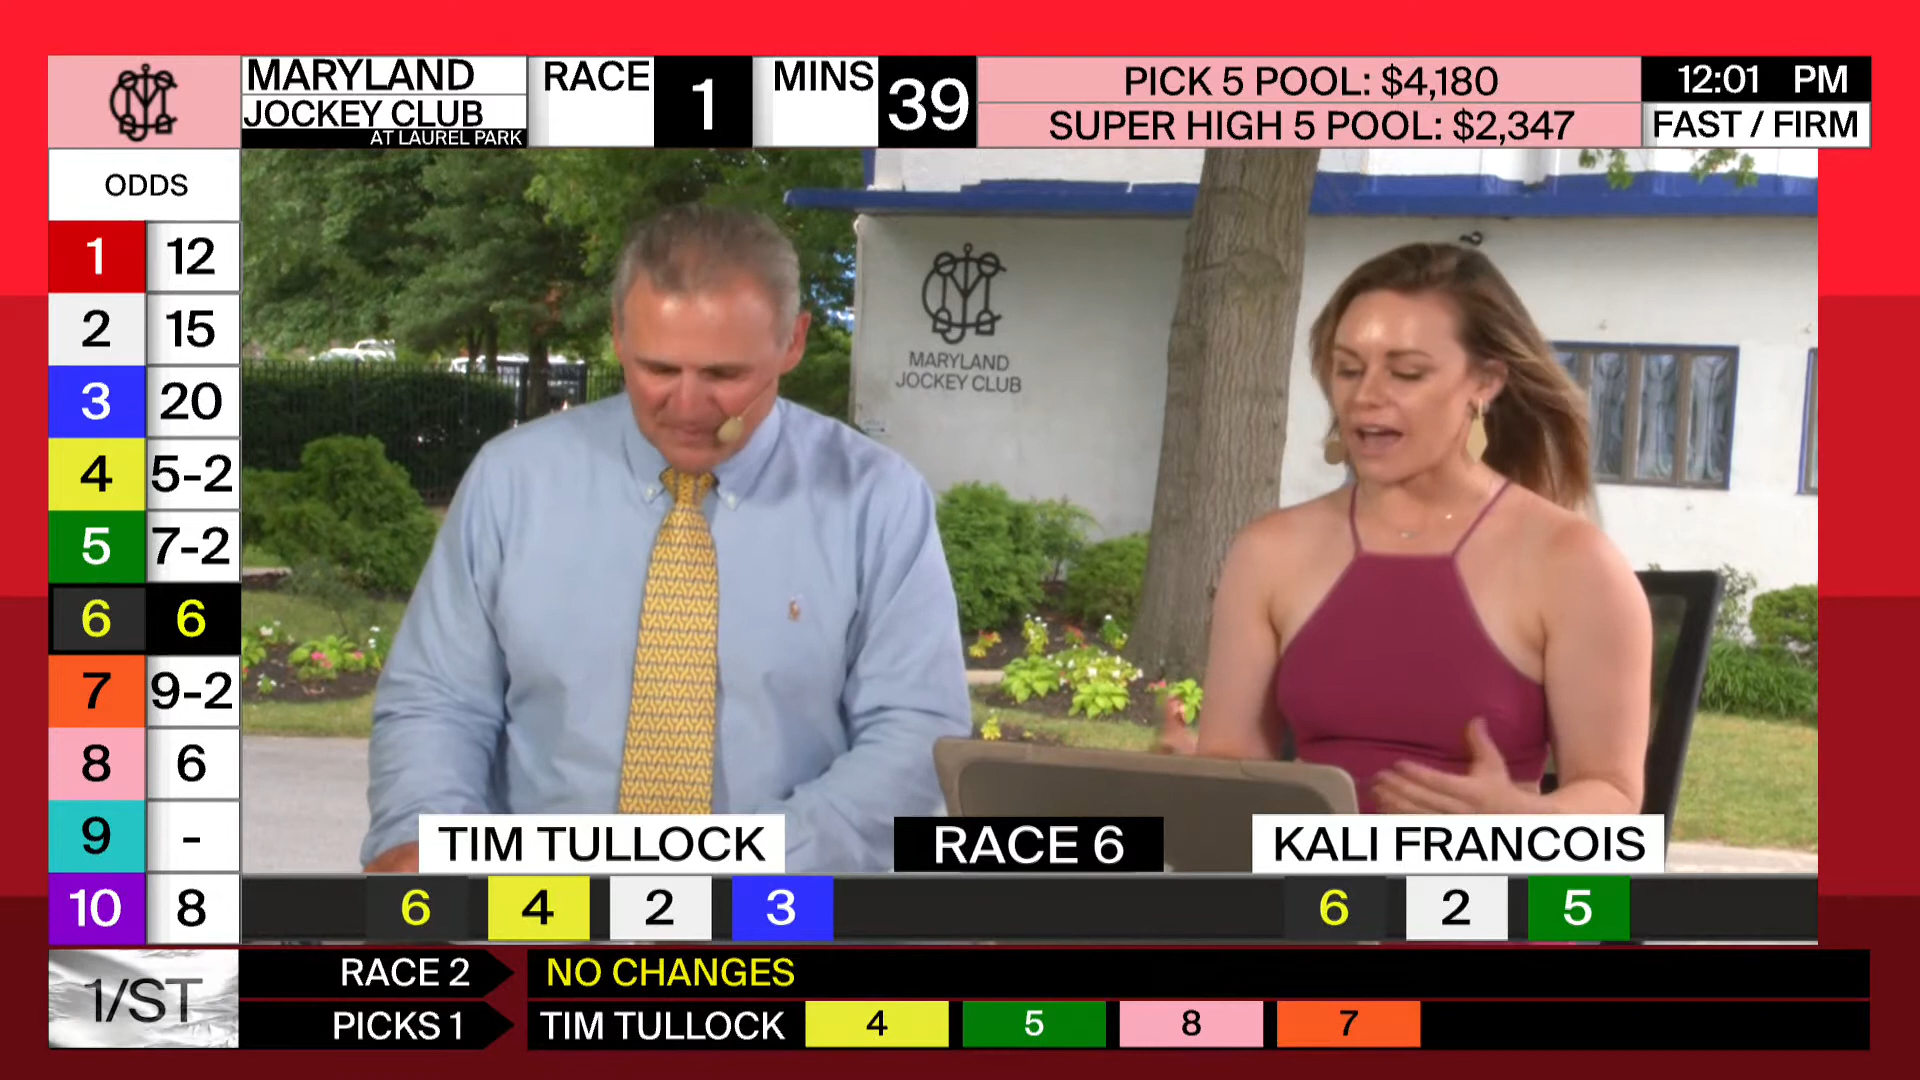 MARYLAND
JOCKEY CLUB
AT LAUREL PARK
RACE 1 MINS 39
PICK 5 POOL: $4,180
SUPER HIGH 5 POOL: $2,347
12:01 PM
FAST / FIRM
ODDS
1 12
2 15
3 20
4 5-2
5 7-2
6 6
7 9-2
8 6
9 -
10 8
MARYLAND
JOCKEY CLUB
TIM TULLOCK
RACE 6
KALI FRANCOIS
6 4 2 3
6 2 5
1/ST
RACE 2 NO CHANGES
PICKS 1 TIM TULLOCK 4 5 8 7